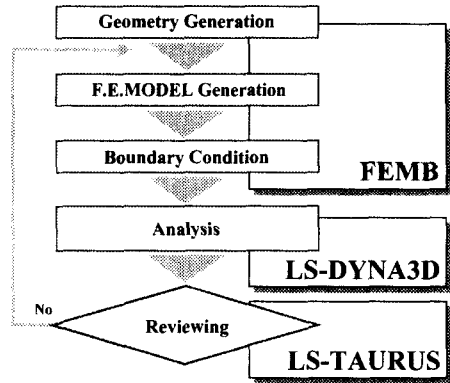 Geometry Generation
F.E.MODEL Generation
Boundary Condition
FEMB
Analysis
LS-DYNA3D
No
Reviewing
LS-TAURUS